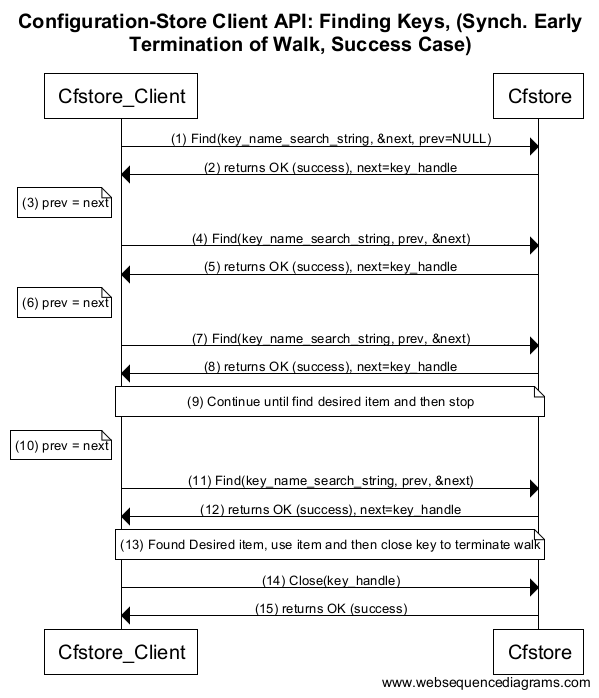 Configuration-Store Client API: Finding Keys, (Synch. Early
Termination of Walk, Success Case)
Cfstore_Client
Cfstore
(1) Find(key_name_search_string, &next, prev=NULL)
(2) returns OK (success), next=key_handle
(3) prev = next
(4) Find(key_name_search_string, prev, &next)
(5) returns OK (success), next=key_handle
(6) prev = next
(7) Find(key_name_search_string, prev, &next)
(8) returns OK (success), next=key_handle
(9) Continue until find desired item and then stop
(10) prev = next
(11) Find(key_name_search_string, prev, &next)
(12) returns OK (success), next=key_handle
(13) Found Desired item, use item and then close key to terminate walk
(14) Close(key_handle)
(15) returns OK (success)
Cfstore_Client
Cfstore
www.websequencediagrams.com